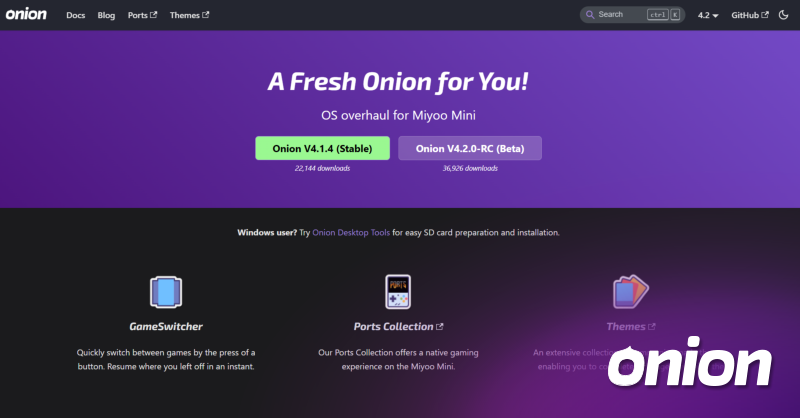 onion Docs Blog Ports Themes Search ctrl K 4.2 GitHub
A Fresh Onion for You!
OS overhaul for Miyoo Mini
Onion V4.1.4 (Stable) Onion V4.2.0-RC (Beta)
22,144 downloads 36,926 downloads
Windows user? Try Onion Desktop Tools for easy SD card preparation and installation.
PORTS
GameSwitcher Ports Collection Themes
Quickly switch between games by the press of a Our Ports Collection offers a native gaming An extensive
button. Resume where you left off in an instant. experience on the Miyoo Mini. enabling you to
onion